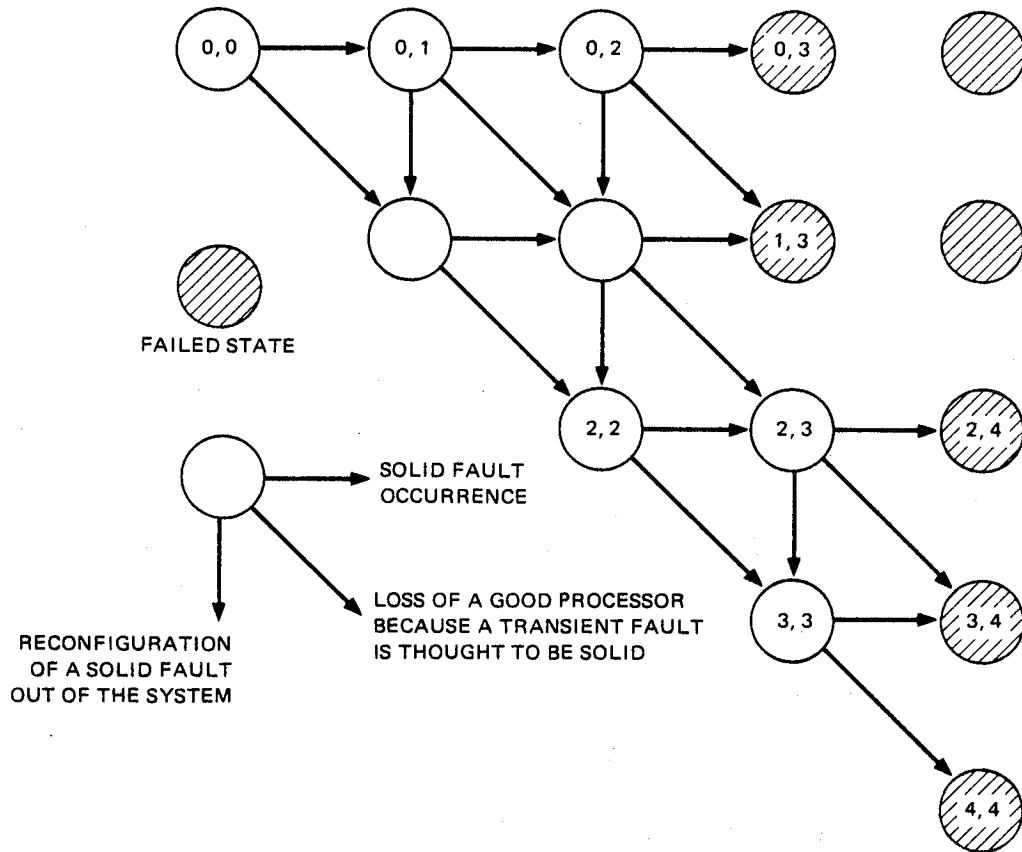 0,0
0,1
0,2
0,3
1,3
FAILED STATE
2,2
2,3
2,4
SOLID FAULT
OCCURRENCE
LOSS OF A GOOD PROCESSOR
BECAUSE A TRANSIENT FAULT
IS THOUGHT TO BE SOLID
3,3
3,4
RECONFIGURATION
OF A SOLID FAULT
OUT OF THE SYSTEM
4,4